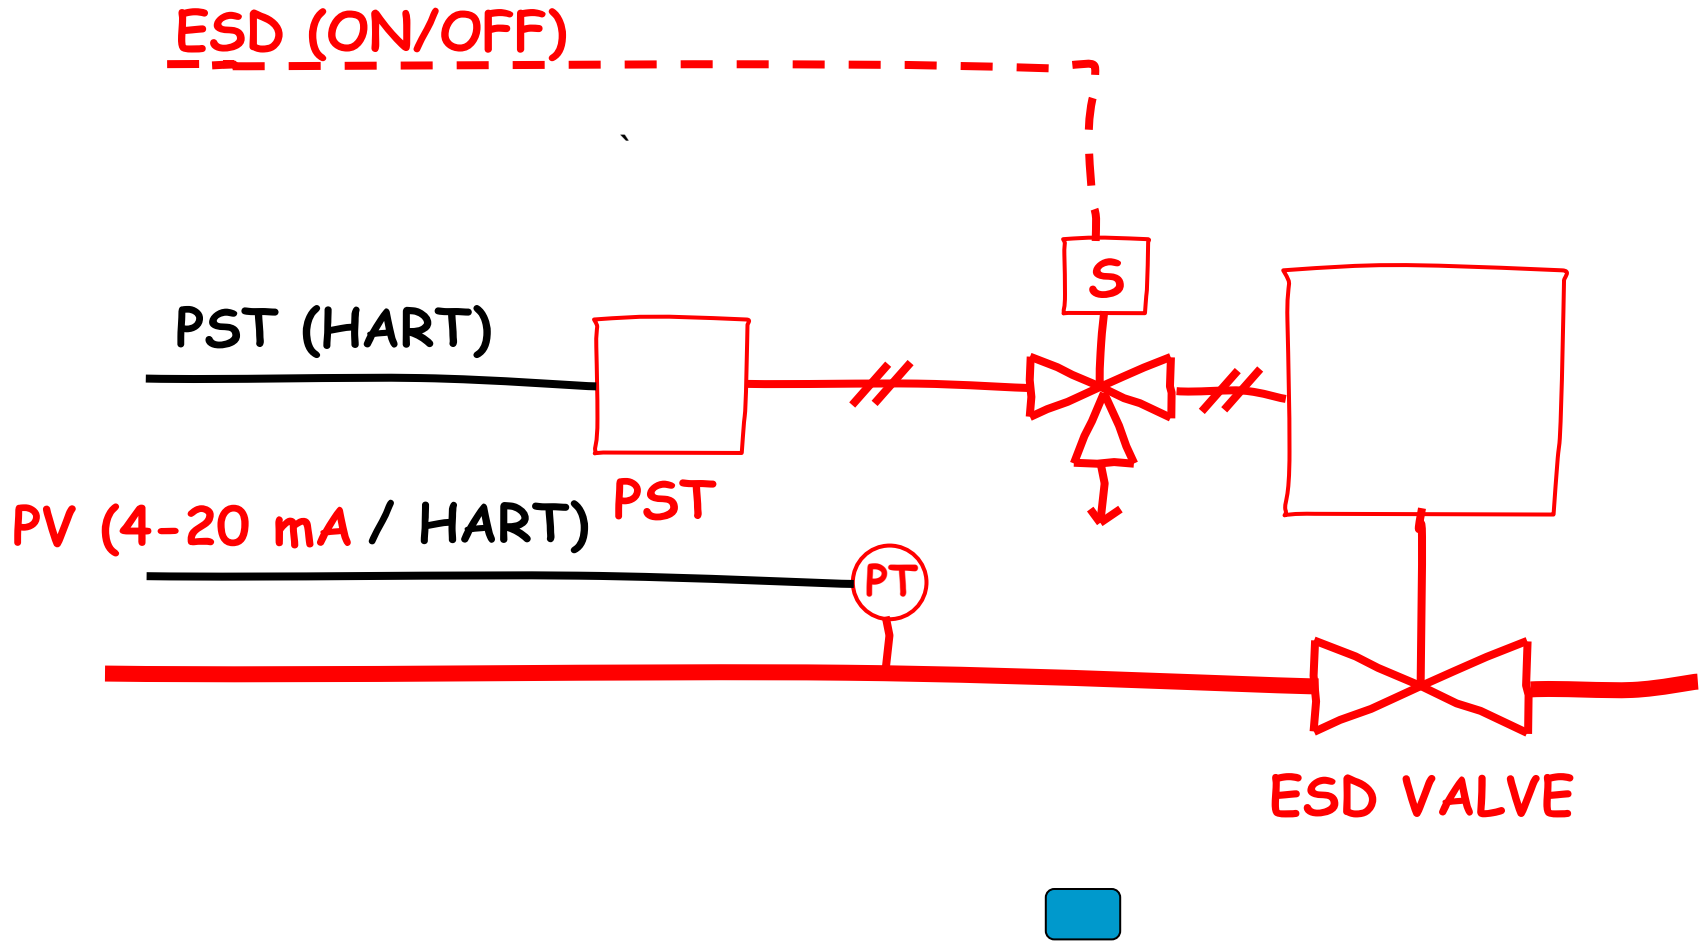 ESD (ON/OFF)
`
S
PST (HART)
PST
PV (4-20 mA / HART)
PT
ESD VALVE